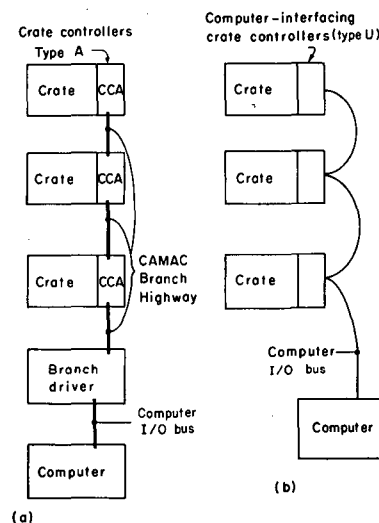 Crate controllers
Type A
Crate
CCA
Crate
CCA
Crate
CCA
CAMAC
Branch
Highway
Branch
driver
Computer
I/O bus
Computer
(a)
Computer-interfacing
crate controllers (type U)
Crate
Crate
Crate
Computer
I/O bus
Computer
(b)